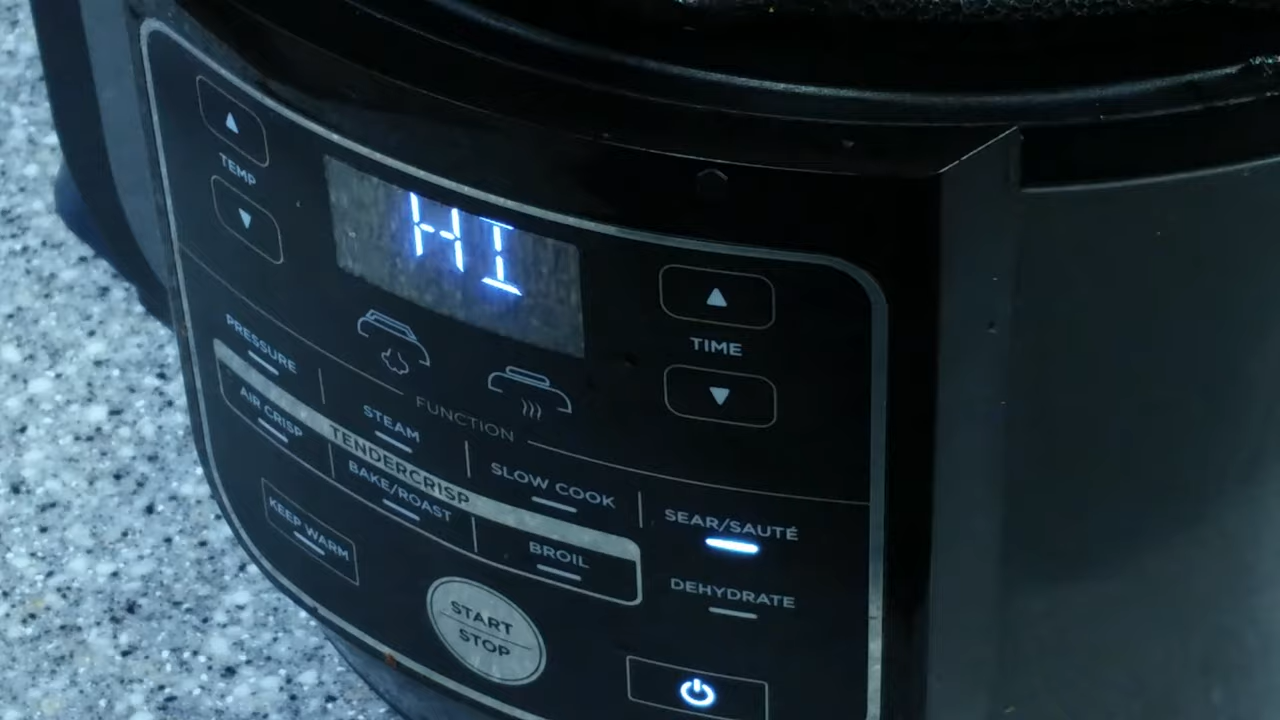 TEMP
HI
TIME
FUNCTION
PRESSURE
STEAM
SLOW COOK
SEAR/SAUTÉ
TENDERCRISP
AIR CRISP
BAKE/ROAST
BROIL
DEHYDRATE
KEEP WARM
START
STOP